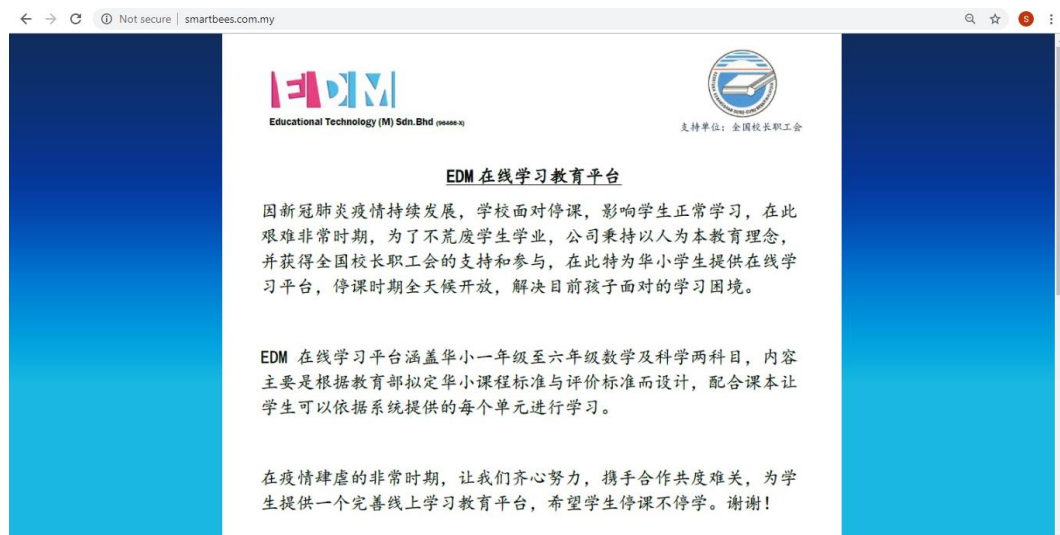 Not secure | smartbees.com.my
S
EDM
Educational Technology (M) Sdn.Bhd (96466-X)
支持单位：全国校长职工会
EDM 在线学习教育平台
因新冠肺炎疫情持续发展，学校面对停课，影响学生正常学习，在此
艰难非常时期，为了不荒废学生学业，公司秉持以人为本教育理念，
并获得全国校长职工会的支持和参与，在此特为华小学生提供在线学
习平台，停课时期全天候开放，解决目前孩子面对的学习困境。
EDM 在线学习平台涵盖华小一年级至六年级数学及科学两科目，内容
主要是根据教育部拟定华小课程标准与评价标准而设计，配合课本让
学生可以依据系统提供的每个单元进行学习。
在疫情肆虐的非常时期，让我们齐心努力，携手合作共度难关，为学
生提供一个完善线上学习教育平台，希望学生停课不停学。谢谢！